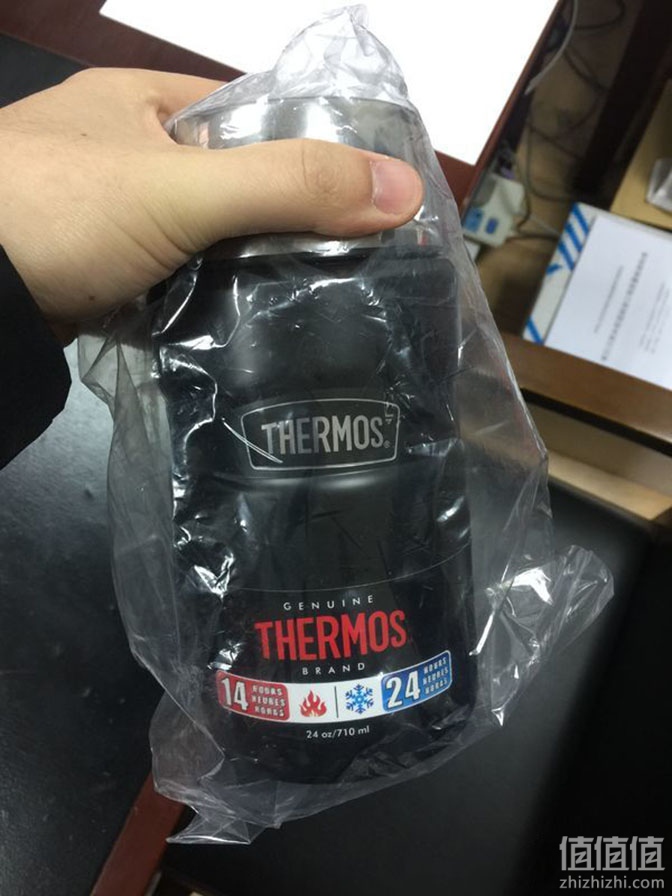 THERMOS®
GENUINE
THERMOS
BRAND
14 HOURS HEURES HORAS
24 HOURS HEURES HORAS
24 oz/710 ml
值值值
zhizhizhi.com